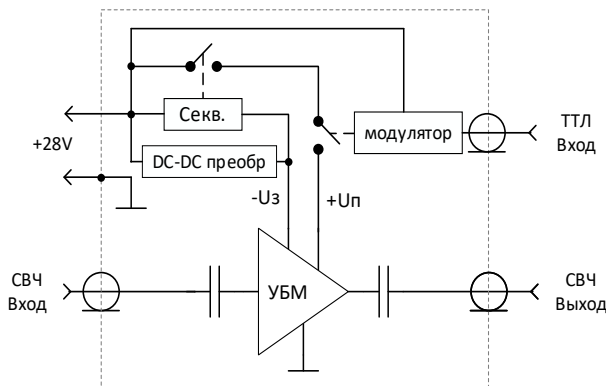 Секв.
модулятор
ТТЛ
Вход
+28V
DC-DC преобр
-Uз
+Uп
СВЧ
Вход
УБМ
СВЧ
Выход